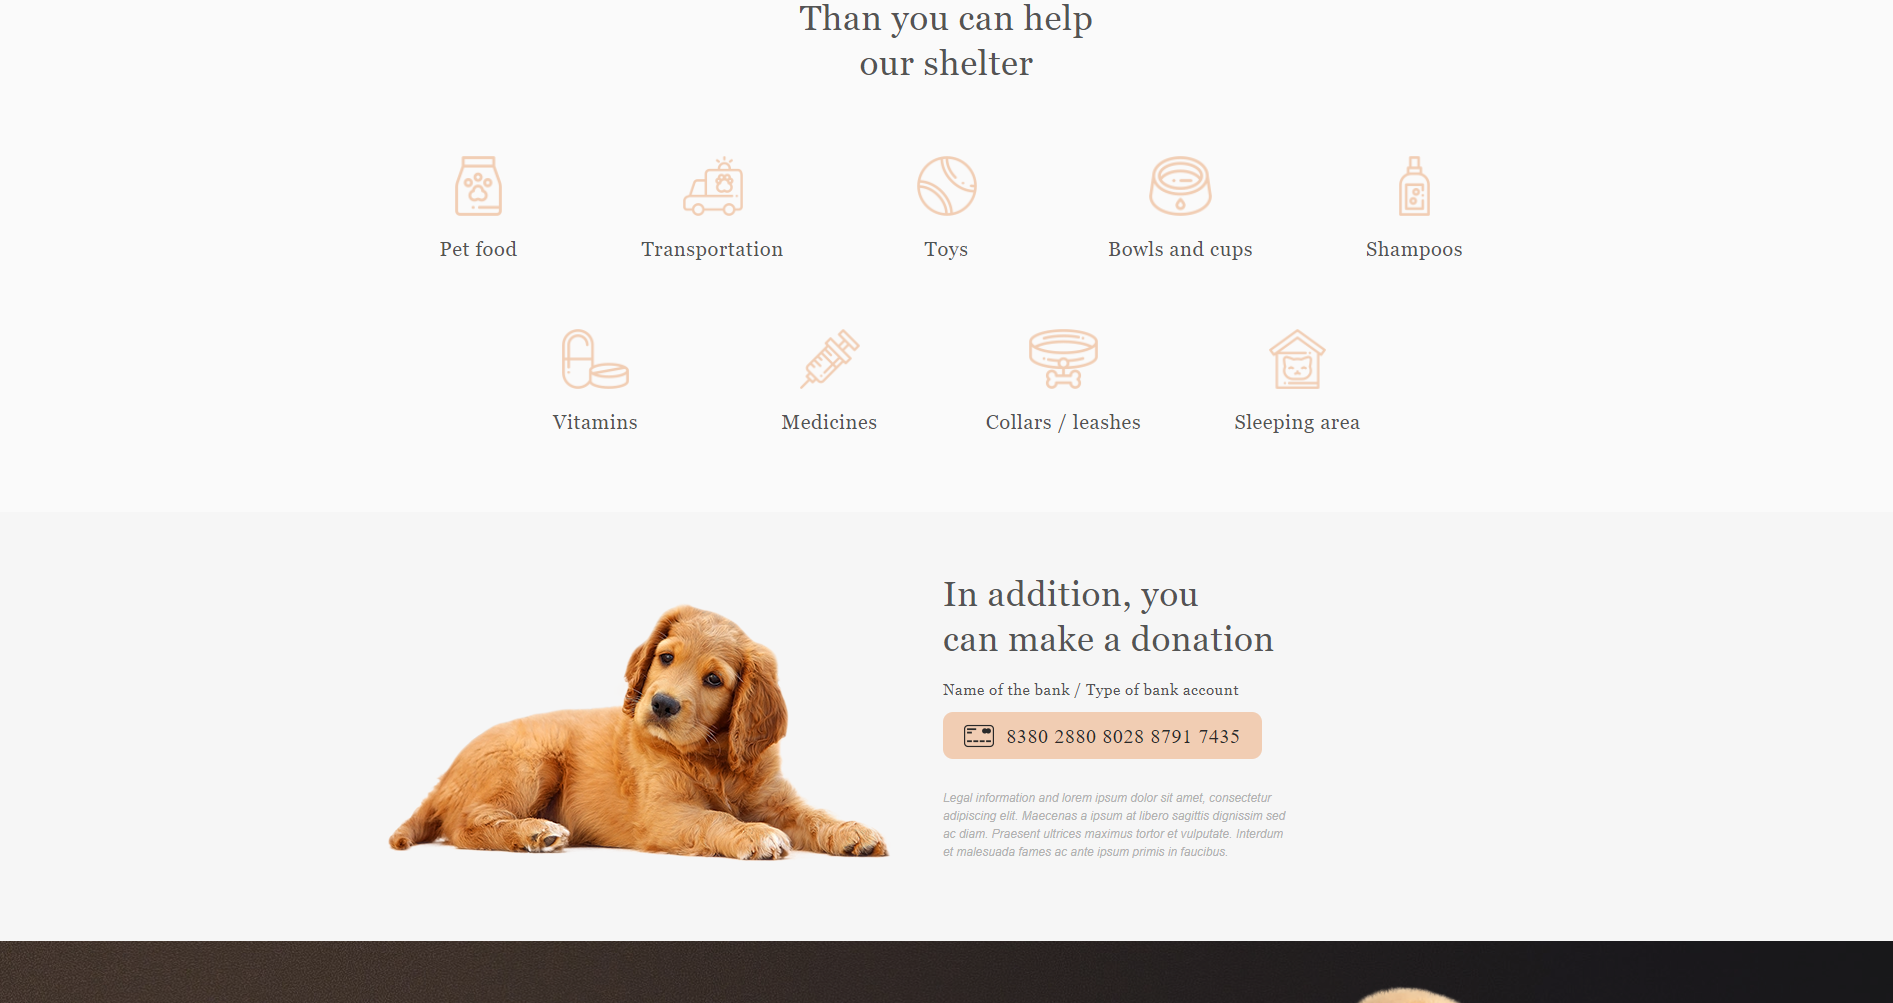 Than you can help
our shelter
Pet food
Transportation
Toys
Bowls and cups
Shampoos
Vitamins
Medicines
Collars / leashes
Sleeping area
In addition, you
can make a donation
Name of the bank / Type of bank account
8380 2880 8028 8791 7435
Legal information and lorem ipsum dolor sit amet, consectetur
adipiscing elit. Maecenas a ipsum at libero sagittis dignissim sed
ac diam. Praesent ultrices maximus tortor et vulputate. Interdum
et malesuada fames ac ante ipsum primis in faucibus.